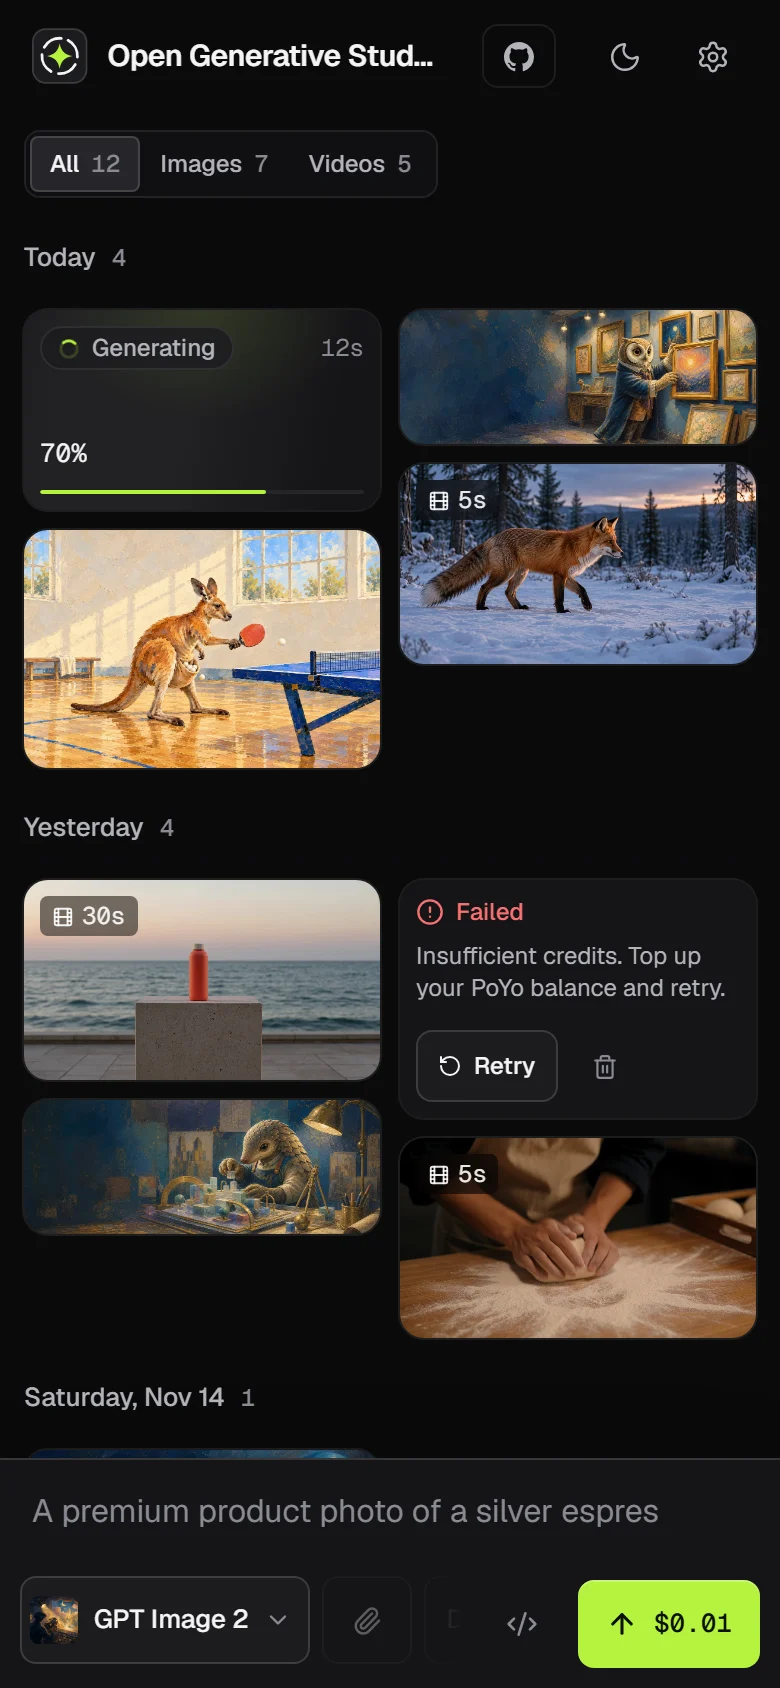 Open Generative Stud...
All 12 Images 7 Videos 5
Today 4
Generating 12s
70%
5s
Yesterday 4
30s
Failed
Insufficient credits. Top up
your PoYo balance and retry.
Retry
5s
Saturday, Nov 14 1
A premium product photo of a silver espres
GPT Image 2
$0.01